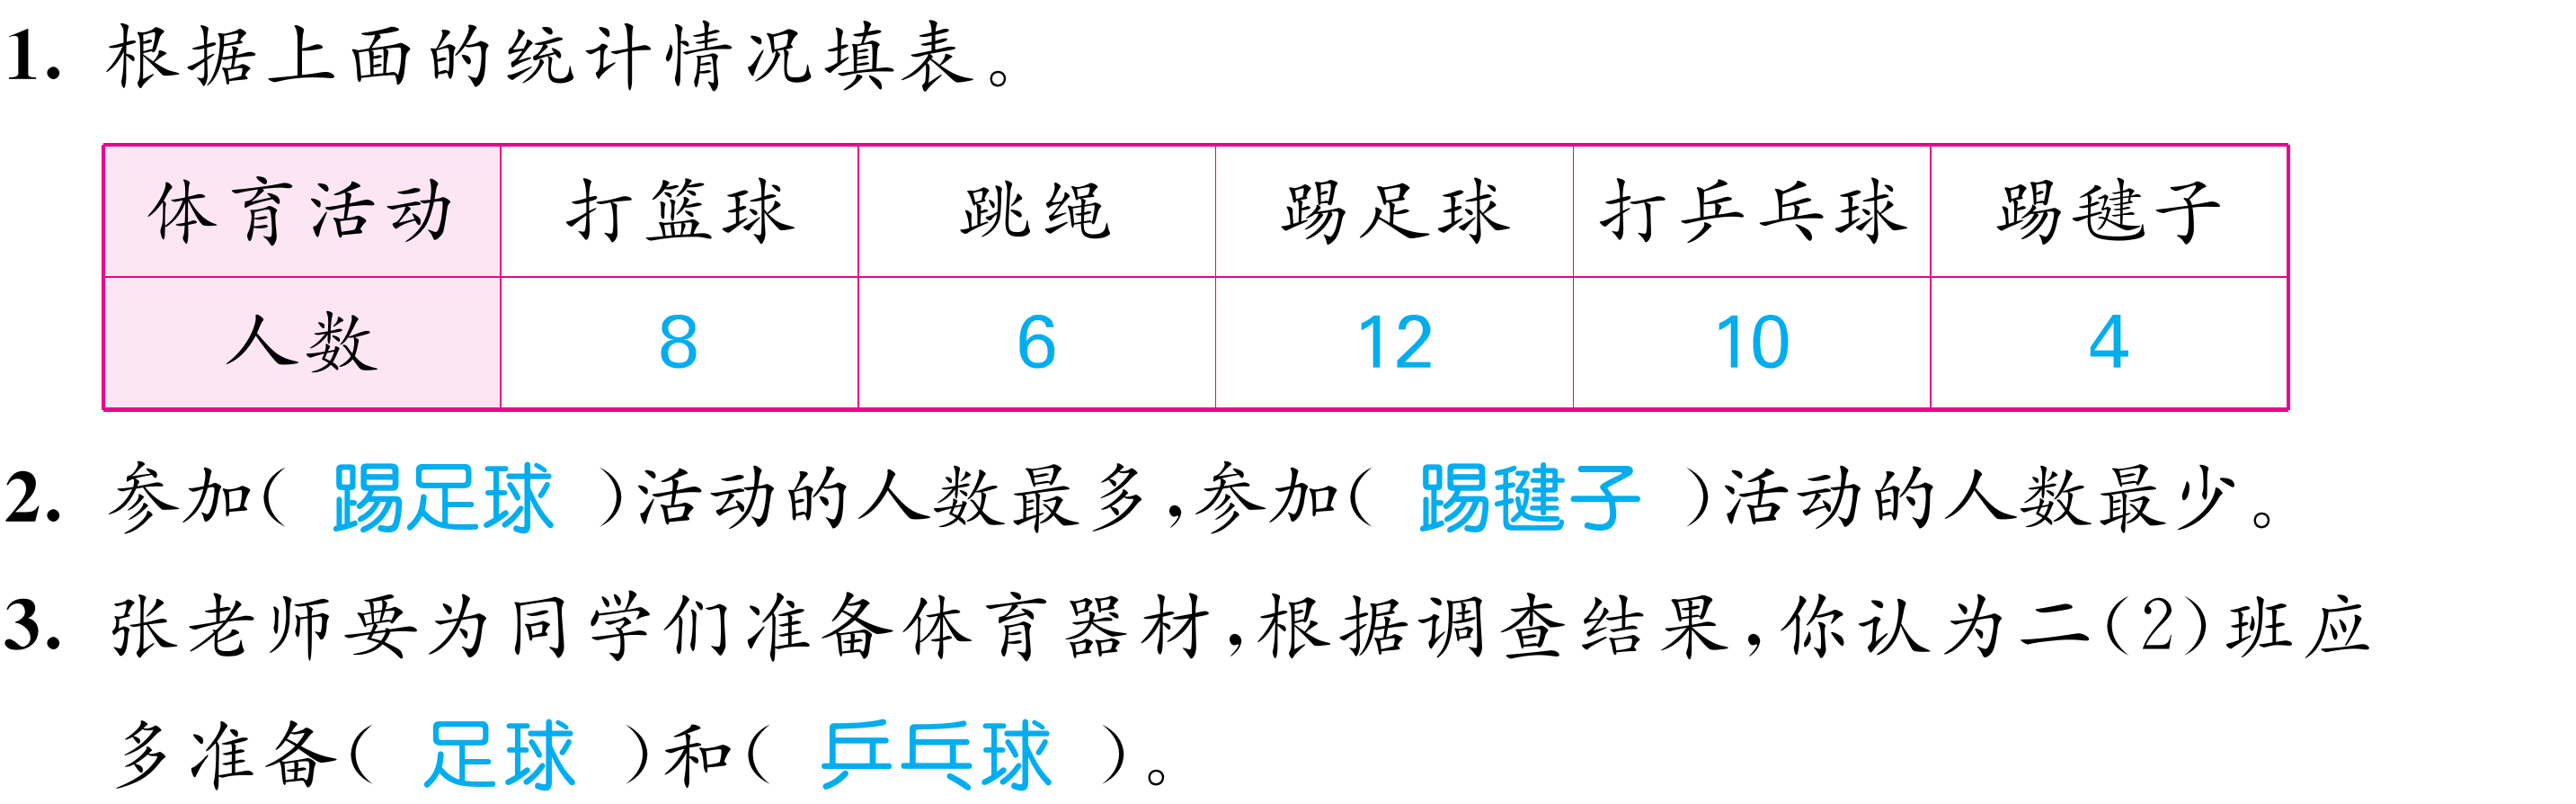 1. 根据上面的统计情况填表。
体育活动 打篮球 跳绳 踢足球 打乒乓球 踢毽子
人数 8 6 12 10 4
2. 参加( 踢足球 )活动的人数最多,参加( 踢毽子 )活动的人数最少。
3. 张老师要为同学们准备体育器材,根据调查结果,你认为二(2)班应
多准备( 足球 )和( 乒乓球 )。